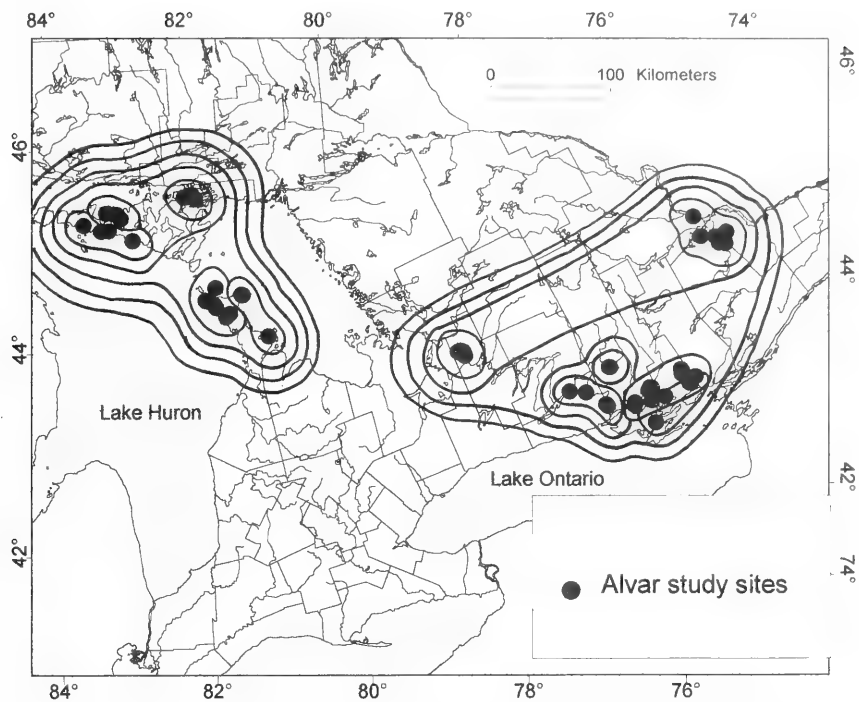 84° 82° 80° 78° 76° 74°
46°
0 100 Kilometers
46°
44°
44°
Lake Huron
Lake Ontario
42°
42°
74°
Alvar study sites
84° 82° 80° 78° 76°